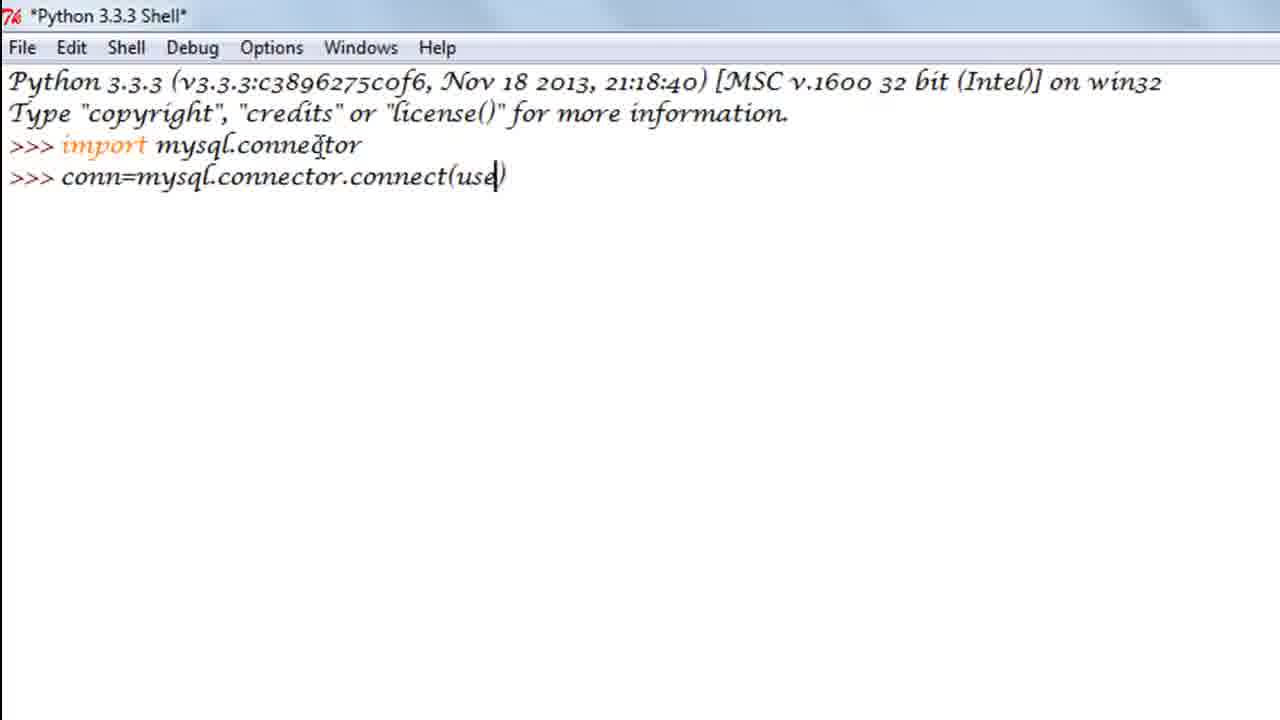 *Python 3.3.3 Shell*
File Edit Shell Debug Options Windows Help
Python 3.3.3 (v3.3.3:c3896275c0f6, Nov 18 2013, 21:18:40) [MSC v.1600 32 bit (Intel)] on win32
Type "copyright", "credits" or "license()" for more information.
>>> import mysql.connector
>>> conn=mysql.connector.connect(use)